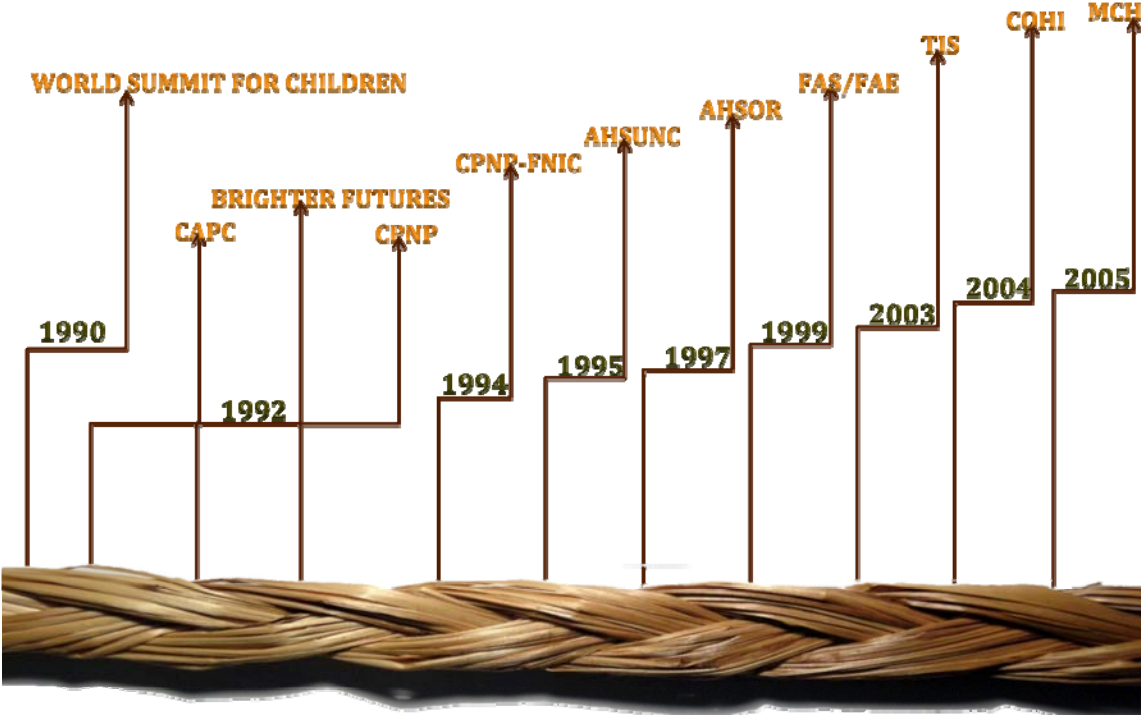 WORLD SUMMIT FOR CHILDREN
1990
CAPC
BRIGHTER FUTURES
CPNP
1992
CPNP-FNIC
1994
AHSUNC
1995
AHSOR
1997
FAS/FAE
1999
TIS
2003
COHI
2004
MCH
2005